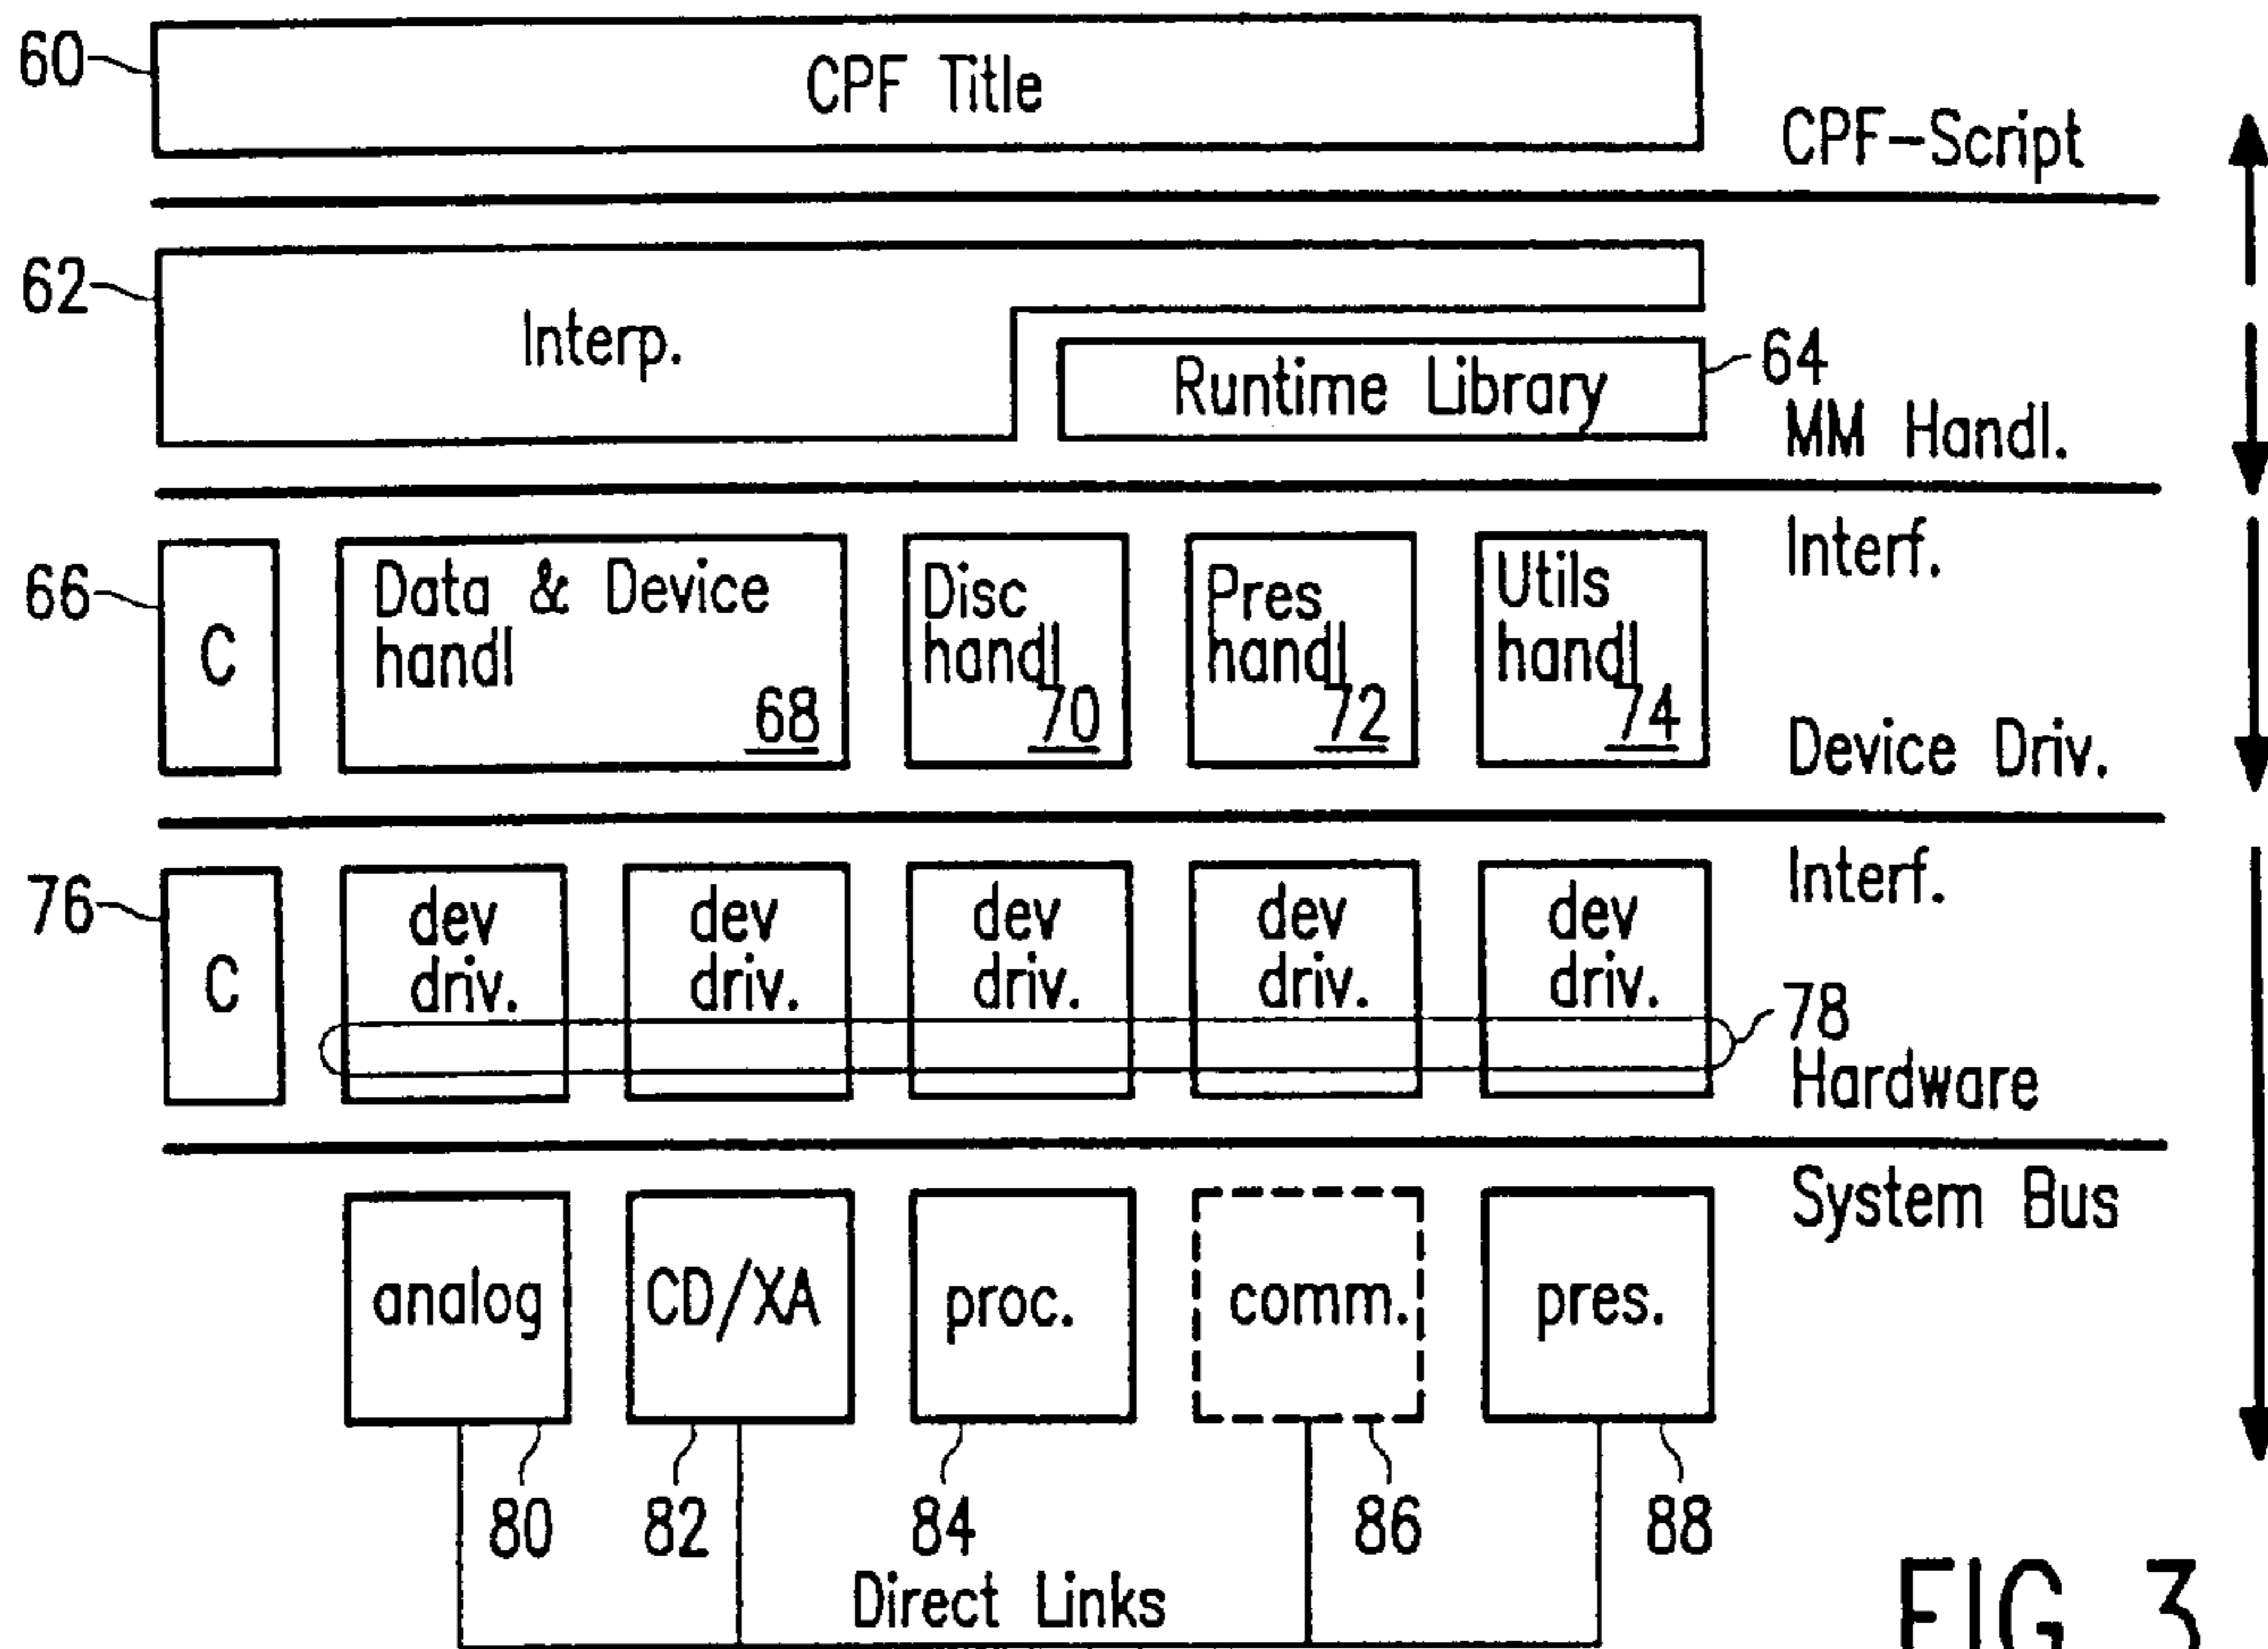 60
CPF Title
CPF-Script
62
Interp.
Runtime Library
64
MM Handl.
Interf.
66
C
Data & Device
handl
68
Disc
handl
70
Pres
handl
72
Utils
handl
74
Device Driv.
Interf.
76
C
dev
driv.
dev
driv.
dev
driv.
dev
driv.
dev
driv.
78
Hardware
System Bus
analog
CD/XA
proc.
comm.
pres.
80
82
84
86
88
Direct Links
FIG 3